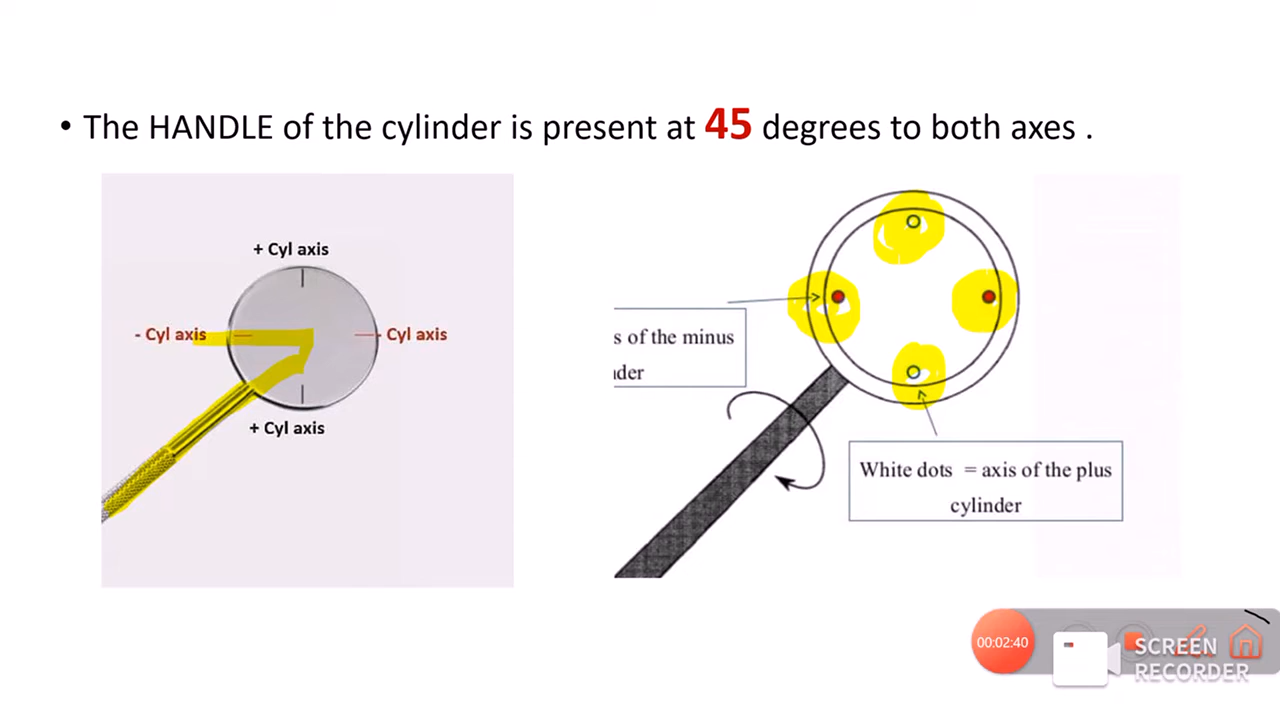 • The HANDLE of the cylinder is present at 45 degrees to both axes .
+ Cyl axis
- Cyl axis
- Cyl axis
+ Cyl axis
s of the minus
nder
White dots = axis of the plus
cylinder
00:02:40
SCREEN
RECORDER